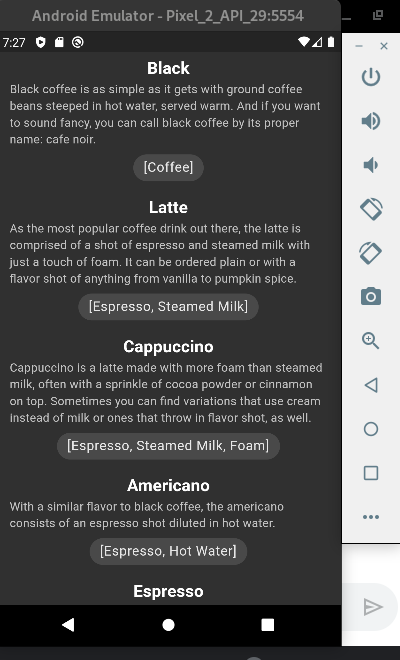 Android Emulator - Pixel_2_API_29:5554
7:27
Black
Black coffee is as simple as it gets with ground coffee
beans steeped in hot water, served warm. And if you want
to sound fancy, you can call black coffee by its proper
name: cafe noir.
[Coffee]
Latte
As the most popular coffee drink out there, the latte is
comprised of a shot of espresso and steamed milk with
just a touch of foam. It can be ordered plain or with a
flavor shot of anything from vanilla to pumpkin spice.
[Espresso, Steamed Milk]
Cappuccino
Cappuccino is a latte made with more foam than steamed
milk, often with a sprinkle of cocoa powder or cinnamon
on top. Sometimes you can find variations that use cream
instead of milk or ones that throw in flavor shot, as well.
[Espresso, Steamed Milk, Foam]
Americano
With a similar flavor to black coffee, the americano
consists of an espresso shot diluted in hot water.
[Espresso, Hot Water]
Espresso